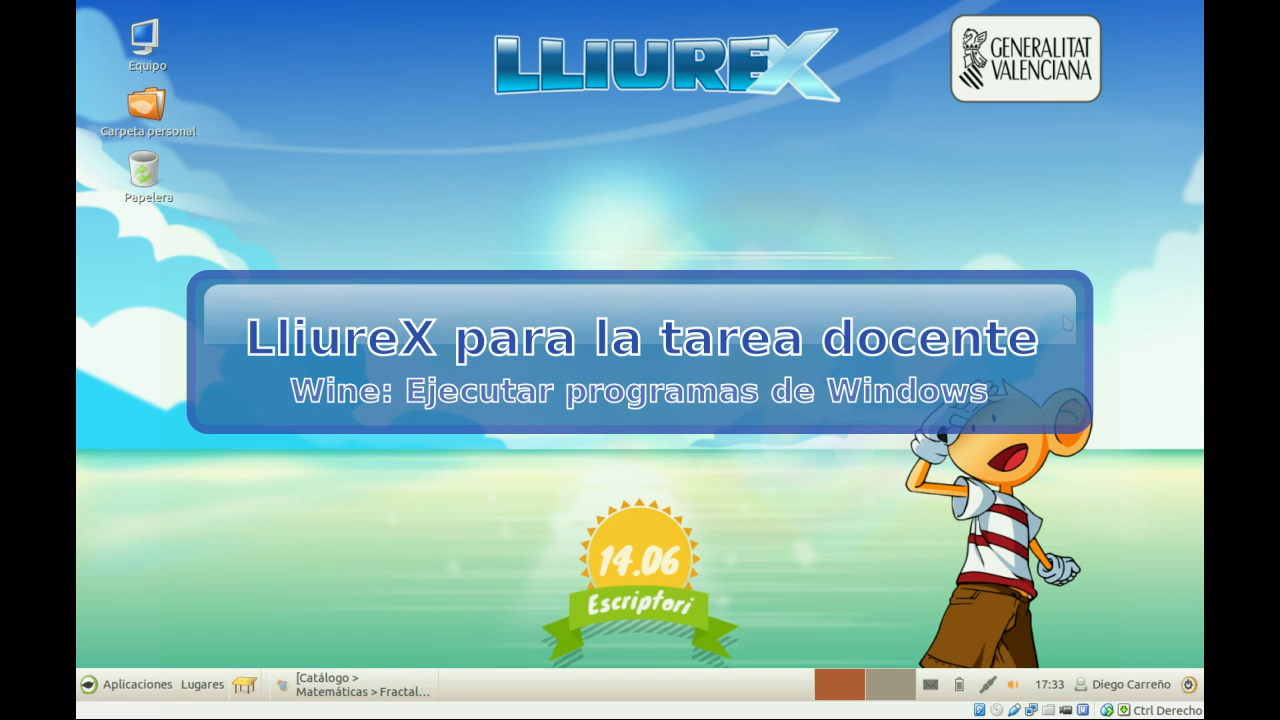 Equipo
Carpeta personal
Papelera
LLIUREX
GENERALITAT
VALENCIANA
LliureX para la tarea docente
Wine: Ejecutar programas de Windows
14.06
Escriptori
Aplicaciones Lugares
[Catálogo >
Matemáticas > Fractal...
17:33 Diego Carreño
Ctrl Derecho